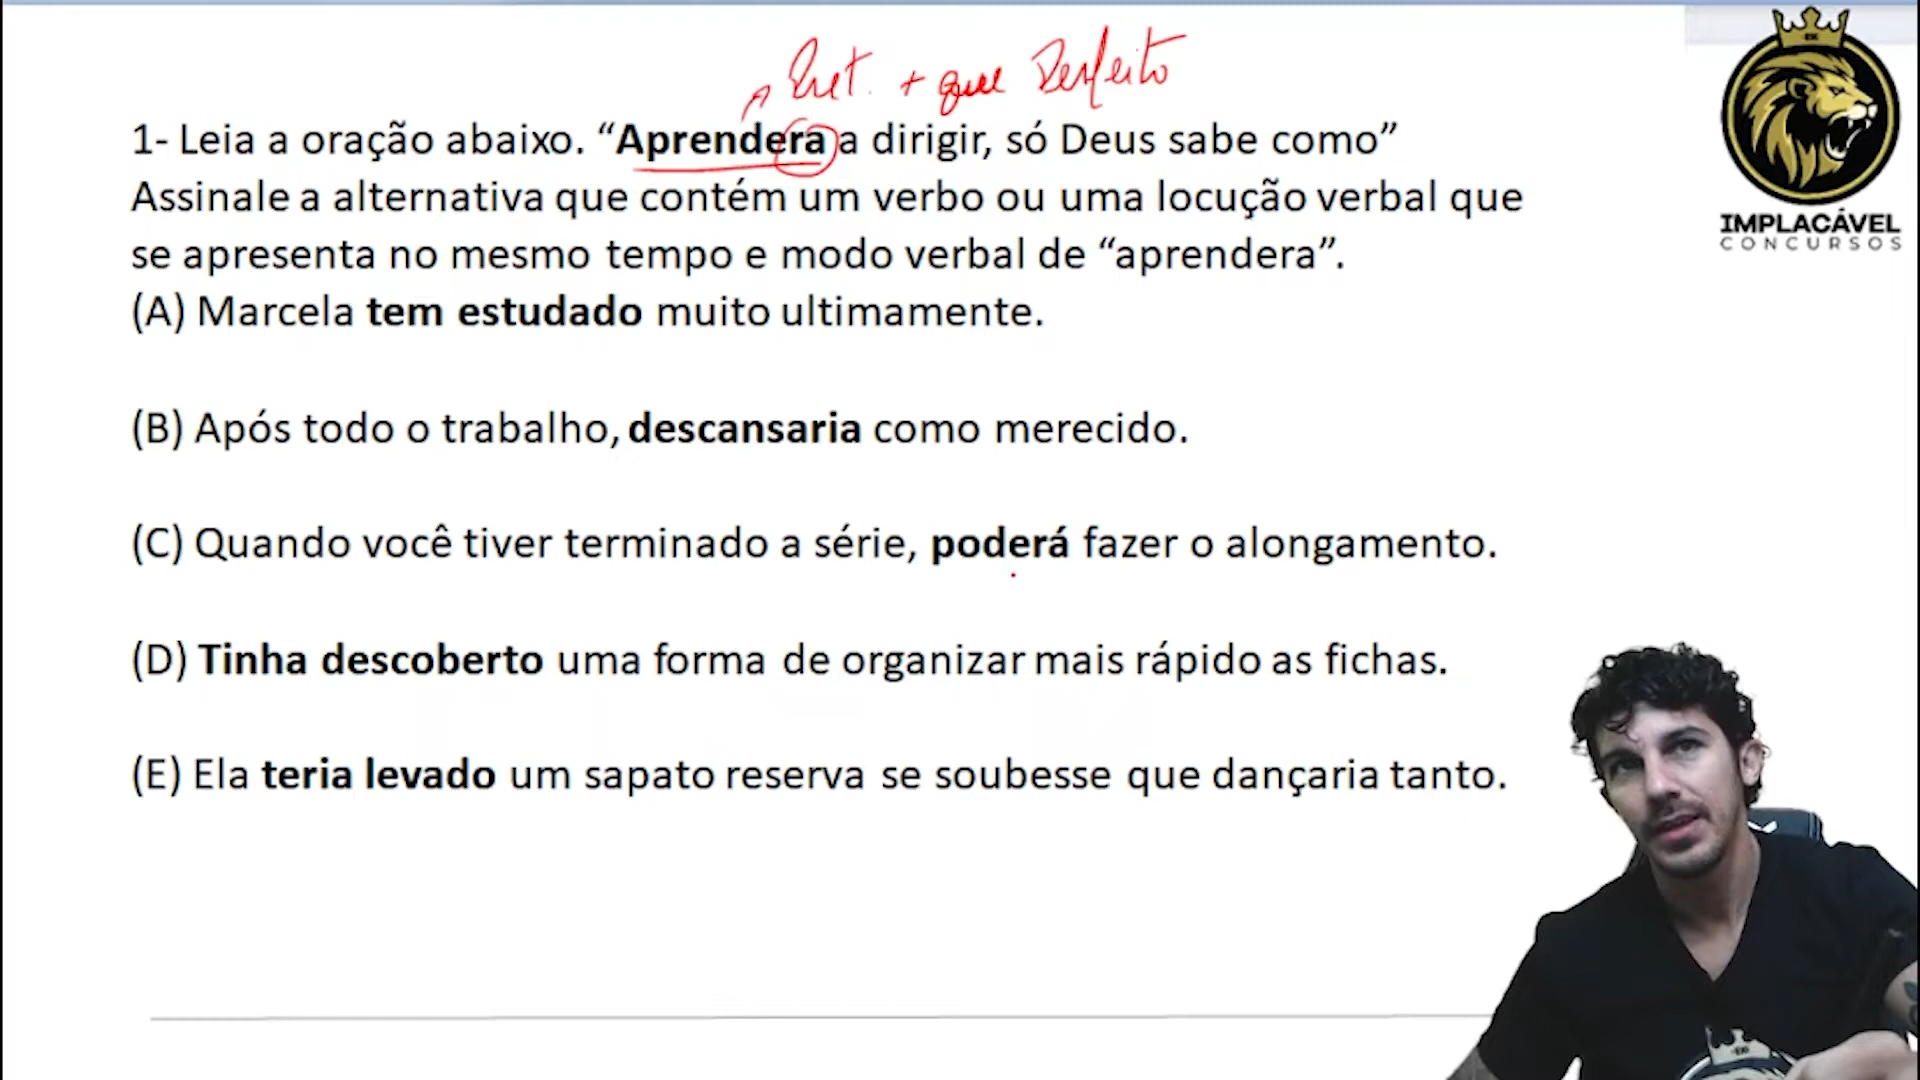 Pret. + que Perfeito
1- Leia a oração abaixo. “Aprendera a dirigir, só Deus sabe como”
Assinale a alternativa que contém um verbo ou uma locução verbal que
se apresenta no mesmo tempo e modo verbal de “aprendera”.
(A) Marcela tem estudado muito ultimamente.
(B) Após todo o trabalho, descansaria como merecido.
(C) Quando você tiver terminado a série, poderá fazer o alongamento.
(D) Tinha descoberto uma forma de organizar mais rápido as fichas.
(E) Ela teria levado um sapato reserva se soubesse que dançaria tanto.
IMPLACÁVEL
CONCURSOS